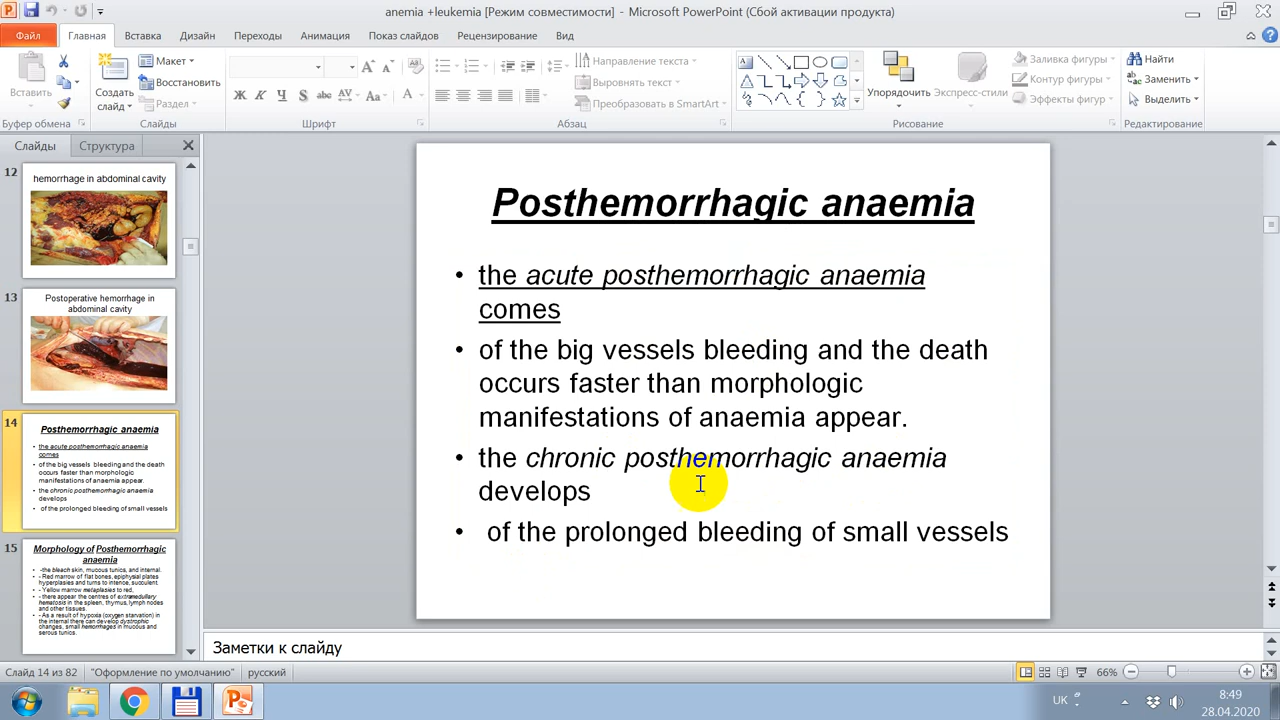 anemia +leukemia [Режим совместимости] - Microsoft PowerPoint (Сбой активации продукта)
Файл Главная Вставка Дизайн Переходы Анимация Показ слайдов Рецензирование Вид
Вставить
Создать слайд
Макет
Восстановить
Раздел
Ж К Ч S abc AV Aa A
Направление текста
Выровнять текст
Преобразовать в SmartArt
Упорядочить
Экспресс-стили
Заливка фигуры
Контур фигуры
Эффекты фигур
Найти
Заменить
Выделить
Буфер обмена Слайды Шрифт Абзац Рисование Редактирование
Слайды Структура
12
hemorrhage in abdominal cavity
13
Postoperative hemorrhage in
abdominal cavity
14
Posthemorrhagic anaemia
• the acute posthemorrhagic anaemia
comes
• of the big vessels bleeding and the death
occurs faster than morphologic
manifestations of anaemia appear.
• the chronic posthemorrhagic anaemia
develops
• of the prolonged bleeding of small vessels
15
Morphology of Posthemorrhagic
anaemia
• -the bleach skin, mucous tunics, and internal.
• - Red marrow of flat bones, epiphysial plates
hyperplasies and turns to intence, succulent.
• - Yellow marrow metaplasies to red,
• - there appear the centres of extramedullary
hematosis in the spleen, thymus, lymph nodes
and other tissues.
• - As a result of hypoxia (oxygen starvation) in
the internal there can develop dystrophic
changes, small hemorrhages in mucous and
serous tunics.
Posthemorrhagic anaemia
• the acute posthemorrhagic anaemia
comes
• of the big vessels bleeding and the death
occurs faster than morphologic
manifestations of anaemia appear.
• the chronic posthemorrhagic anaemia
develops
• of the prolonged bleeding of small vessels
Заметки к слайду
Слайд 14 из 82 "Оформление по умолчанию" русский 66%
UK 8:49
28.04.2020